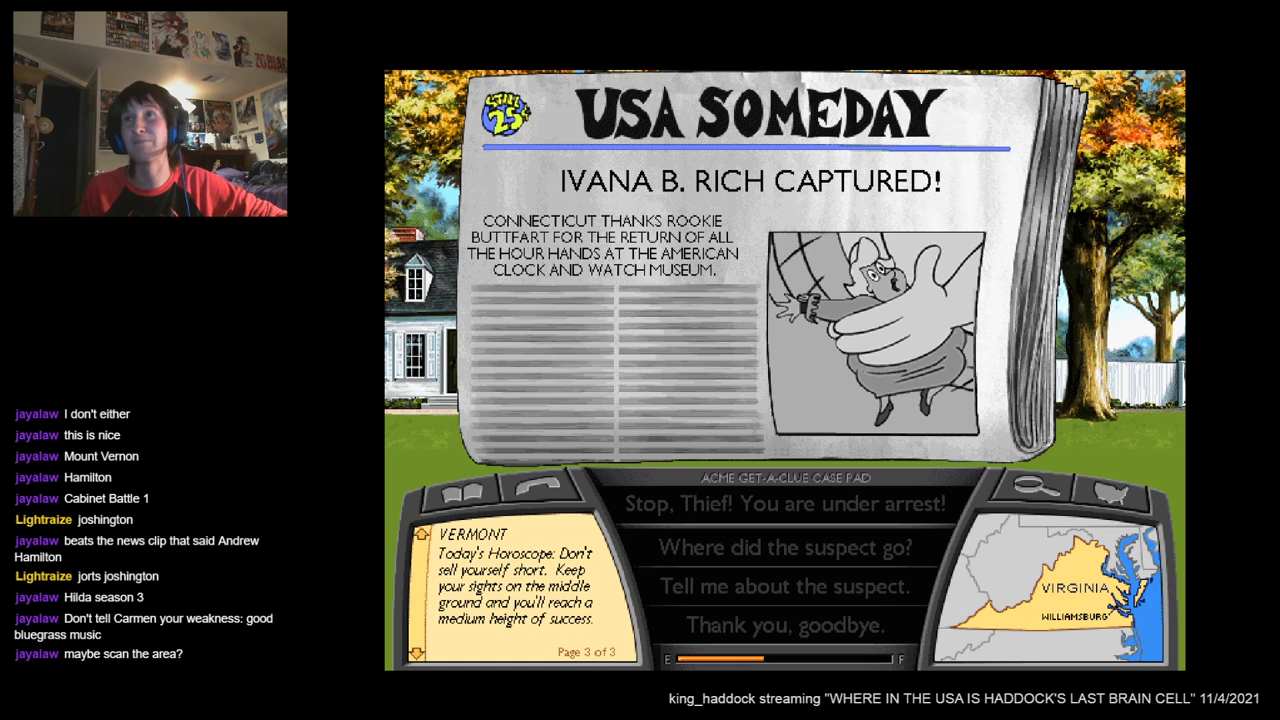 ZOMBIE
STILL
25¢
USA SOMEDAY
IVANA B. RICH CAPTURED!
CONNECTICUT THANKS ROOKIE
BUTTFART FOR THE RETURN OF ALL
THE HOUR HANDS AT THE AMERICAN
CLOCK AND WATCH MUSEUM.
jayalaw I don't either
jayalaw this is nice
jayalaw Mount Vernon
jayalaw Hamilton
jayalaw Cabinet Battle 1
Lightraize joshington
jayalaw beats the news clip that said Andrew
Hamilton
Lightraize jorts joshington
jayalaw Hilda season 3
jayalaw Don't tell Carmen your weakness: good
bluegrass music
jayalaw maybe scan the area?
ACME GET-A-CLUE CASE PAD
Stop, Thief! You are under arrest!
Where did the suspect go?
Tell me about the suspect.
Thank you, goodbye.
E F
VERMONT
Today's Horoscope: Don't
sell yourself short. Keep
your sights on the middle
ground and you'll reach a
medium height of success.
Page 3 of 3
VIRGINIA
WILLIAMSBURG
king_haddock streaming "WHERE IN THE USA IS HADDOCK'S LAST BRAIN CELL" 11/4/2021